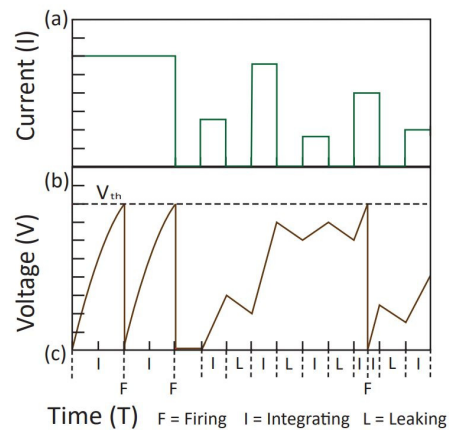 (a)
Current (I)
(b)
Vth
Voltage (V)
(c)
I I I L I L I L I I L I
F F F
Time (T) F = Firing I = Integrating L = Leaking